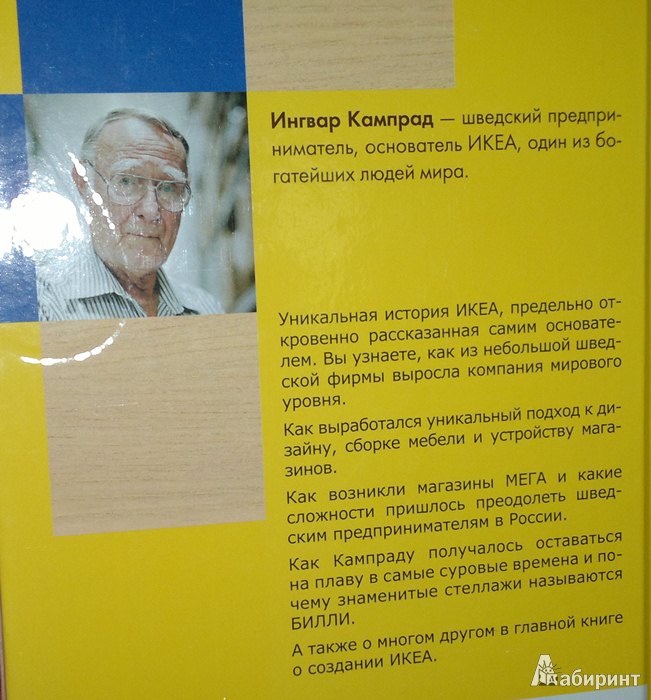 Ингвар Кампрад — шведский предпри-
ниматель, основатель ИКЕА, один из бо-
гатейших людей мира.
Уникальная история ИКЕА, предельно от-
кровенно рассказанная самим основате-
лем. Вы узнаете, как из небольшой швед-
ской фирмы выросла компания мирового
уровня.
Как выработался уникальный подход к ди-
зайну, сборке мебели и устройству мага-
зинов.
Как возникли магазины МЕГА и какие
сложности пришлось преодолеть швед-
ским предпринимателям в России.
Как Кампраду получалось оставаться
на плаву в самые суровые времена и по-
чему знаменитые стеллажи называются
БИЛЛИ.
А также о многом другом в главной книге
о создании ИКЕА.
Лабиринт